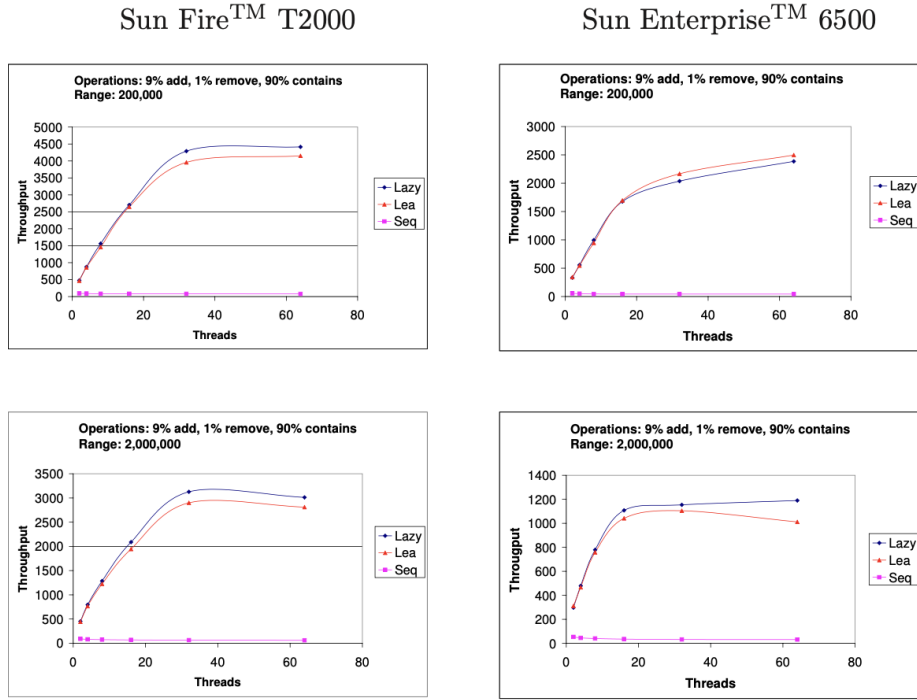 Sun Fire™ T2000
Sun Enterprise™ 6500
Operations: 9% add, 1% remove, 90% contains
Range: 200,000
5000
4500
4000
3500
3000
2500
2000
1500
1000
500
0
Throughput
0 20 40 60 80
Threads
Lazy
Lea
Seq
Operations: 9% add, 1% remove, 90% contains
Range: 200,000
3000
2500
2000
1500
1000
500
0
Througput
0 20 40 60 80
Threads
Lazy
Lea
Seq
Operations: 9% add, 1% remove, 90% contains
Range: 2,000,000
3500
3000
2500
2000
1500
1000
500
0
Throughput
0 20 40 60 80
Threads
Lazy
Lea
Seq
Operations: 9% add, 1% remove, 90% contains
Range: 2,000,000
1400
1200
1000
800
600
400
200
0
Througput
0 20 40 60 80
Threads
Lazy
Lea
Seq